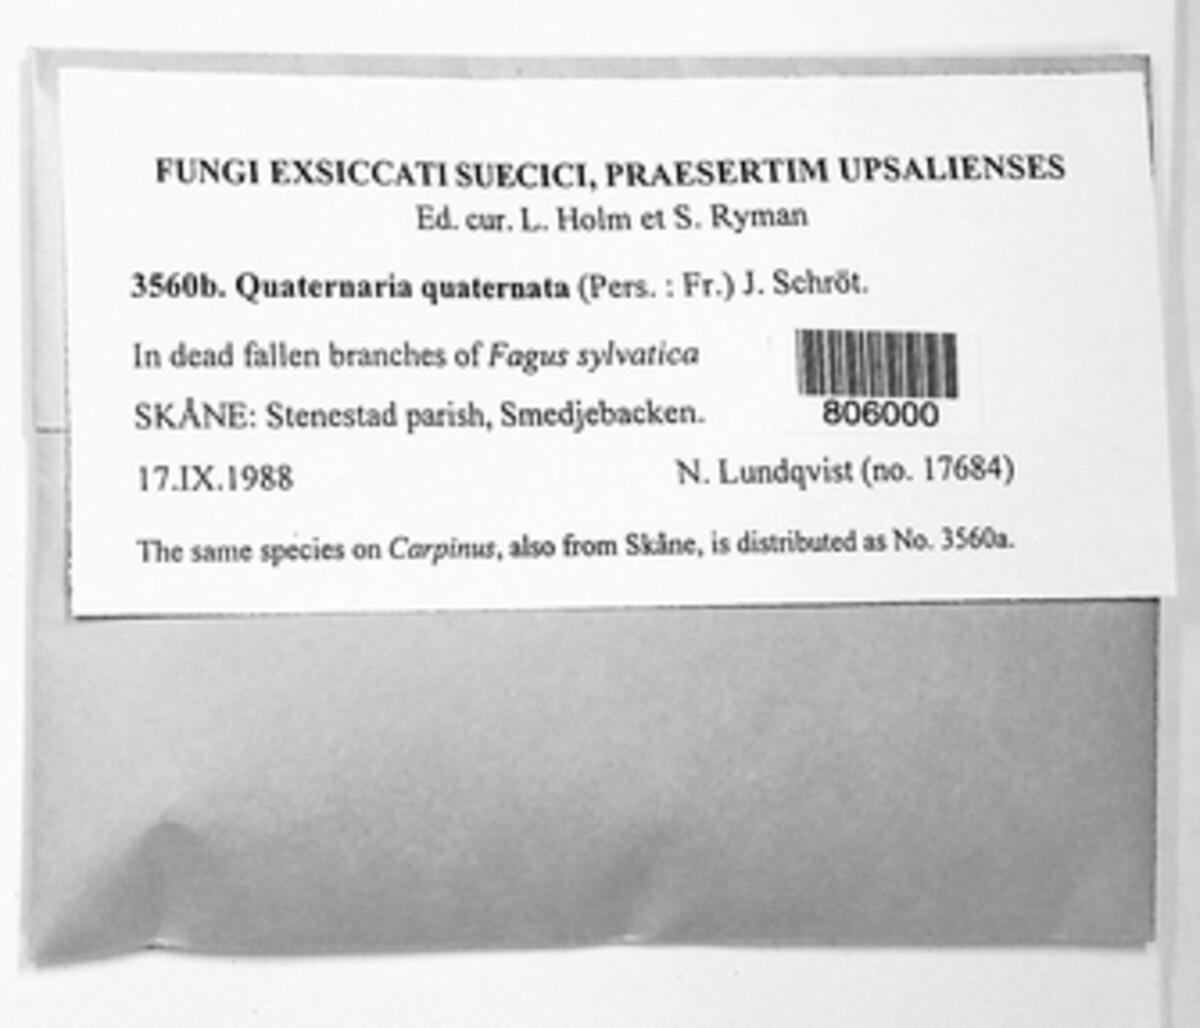 FUNGI EXSICCATI SUECICI, PRAESERTIM UPSALIENSES
Ed. cur. L. Holm et S. Ryman
3560b. Quaternaria quaternata (Pers. : Fr.) J. Schröt.
In dead fallen branches of Fagus sylvatica
SKÅNE: Stenestad parish, Smedjebacken.
806000
17.IX.1988 N. Lundqvist (no. 17684)
The same species on Carpinus, also from Skåne, is distributed as No. 3560a.